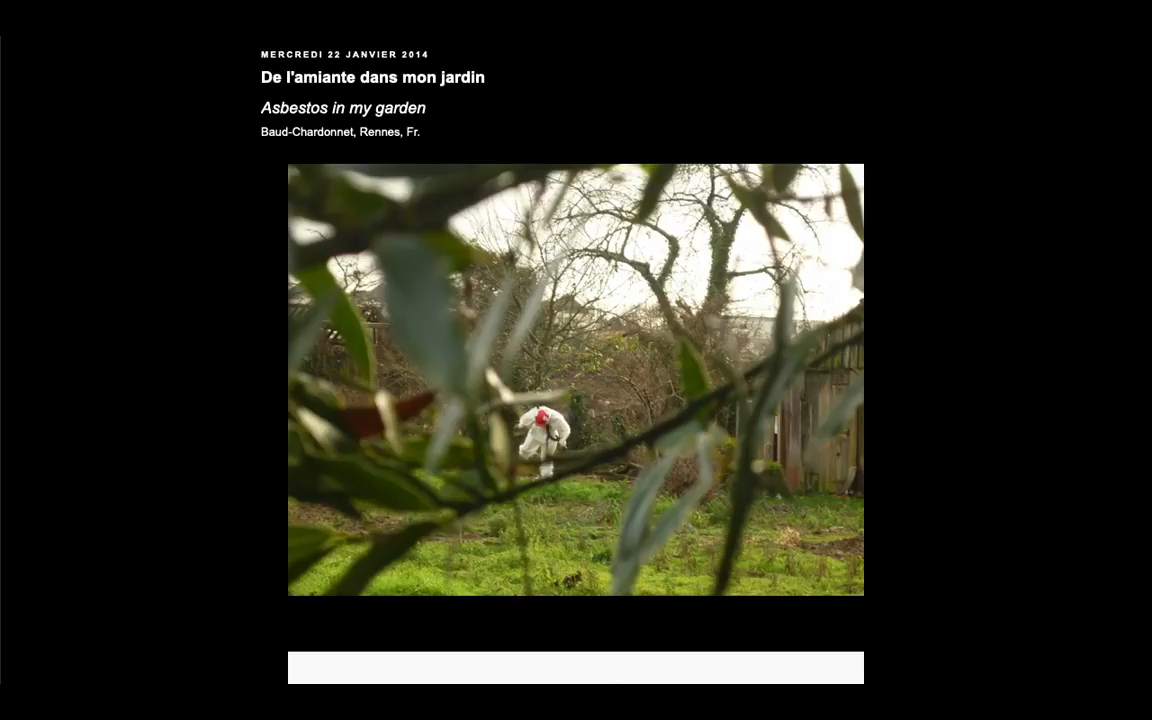 MERCREDI 22 JANVIER 2014
De l'amiante dans mon jardin
Asbestos in my garden
Baud-Chardonnet, Rennes, Fr.